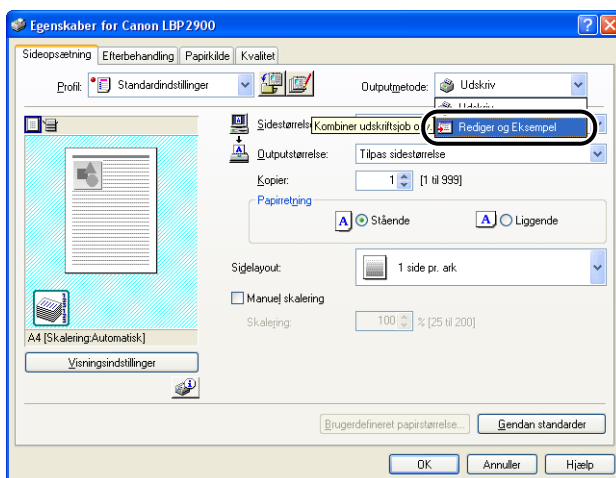 Egenskaber for Canon LBP2900
Sideopsætning Efterbehandling Papirkilde Kvalitet
Profil: Standardindstillinger Outputmetode: Udskriv
Udskriv
Sidestørrelse Kombiner udskriftsjob o v. Rediger og Eksempel
Outputstørrelse: Tilpas sidestørrelse
Kopier: 1 [1 til 999]
Papirretning
A Stående A Liggende
Sidelayout: 1 side pr. ark
Manuel skalering
Skalering: 100 % [25 til 200]
A4 [Skalering:Automatisk]
Visningsindstillinger
Brugerdefineret papirstørrelse... Gendan standarder
OK Annuller Hjælp